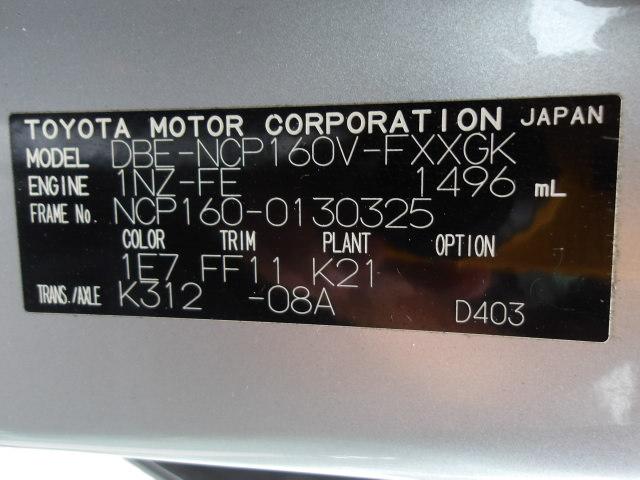 TOYOTA MOTOR CORPORATION JAPAN
MODEL DBE-NCP160V-FXXGK
ENGINE 1NZ-FE 1496 mL
FRAME No. NCP160-0130325
COLOR TRIM PLANT OPTION
1E7 FF11 K21
TRANS./AXLE K312 -08A D403